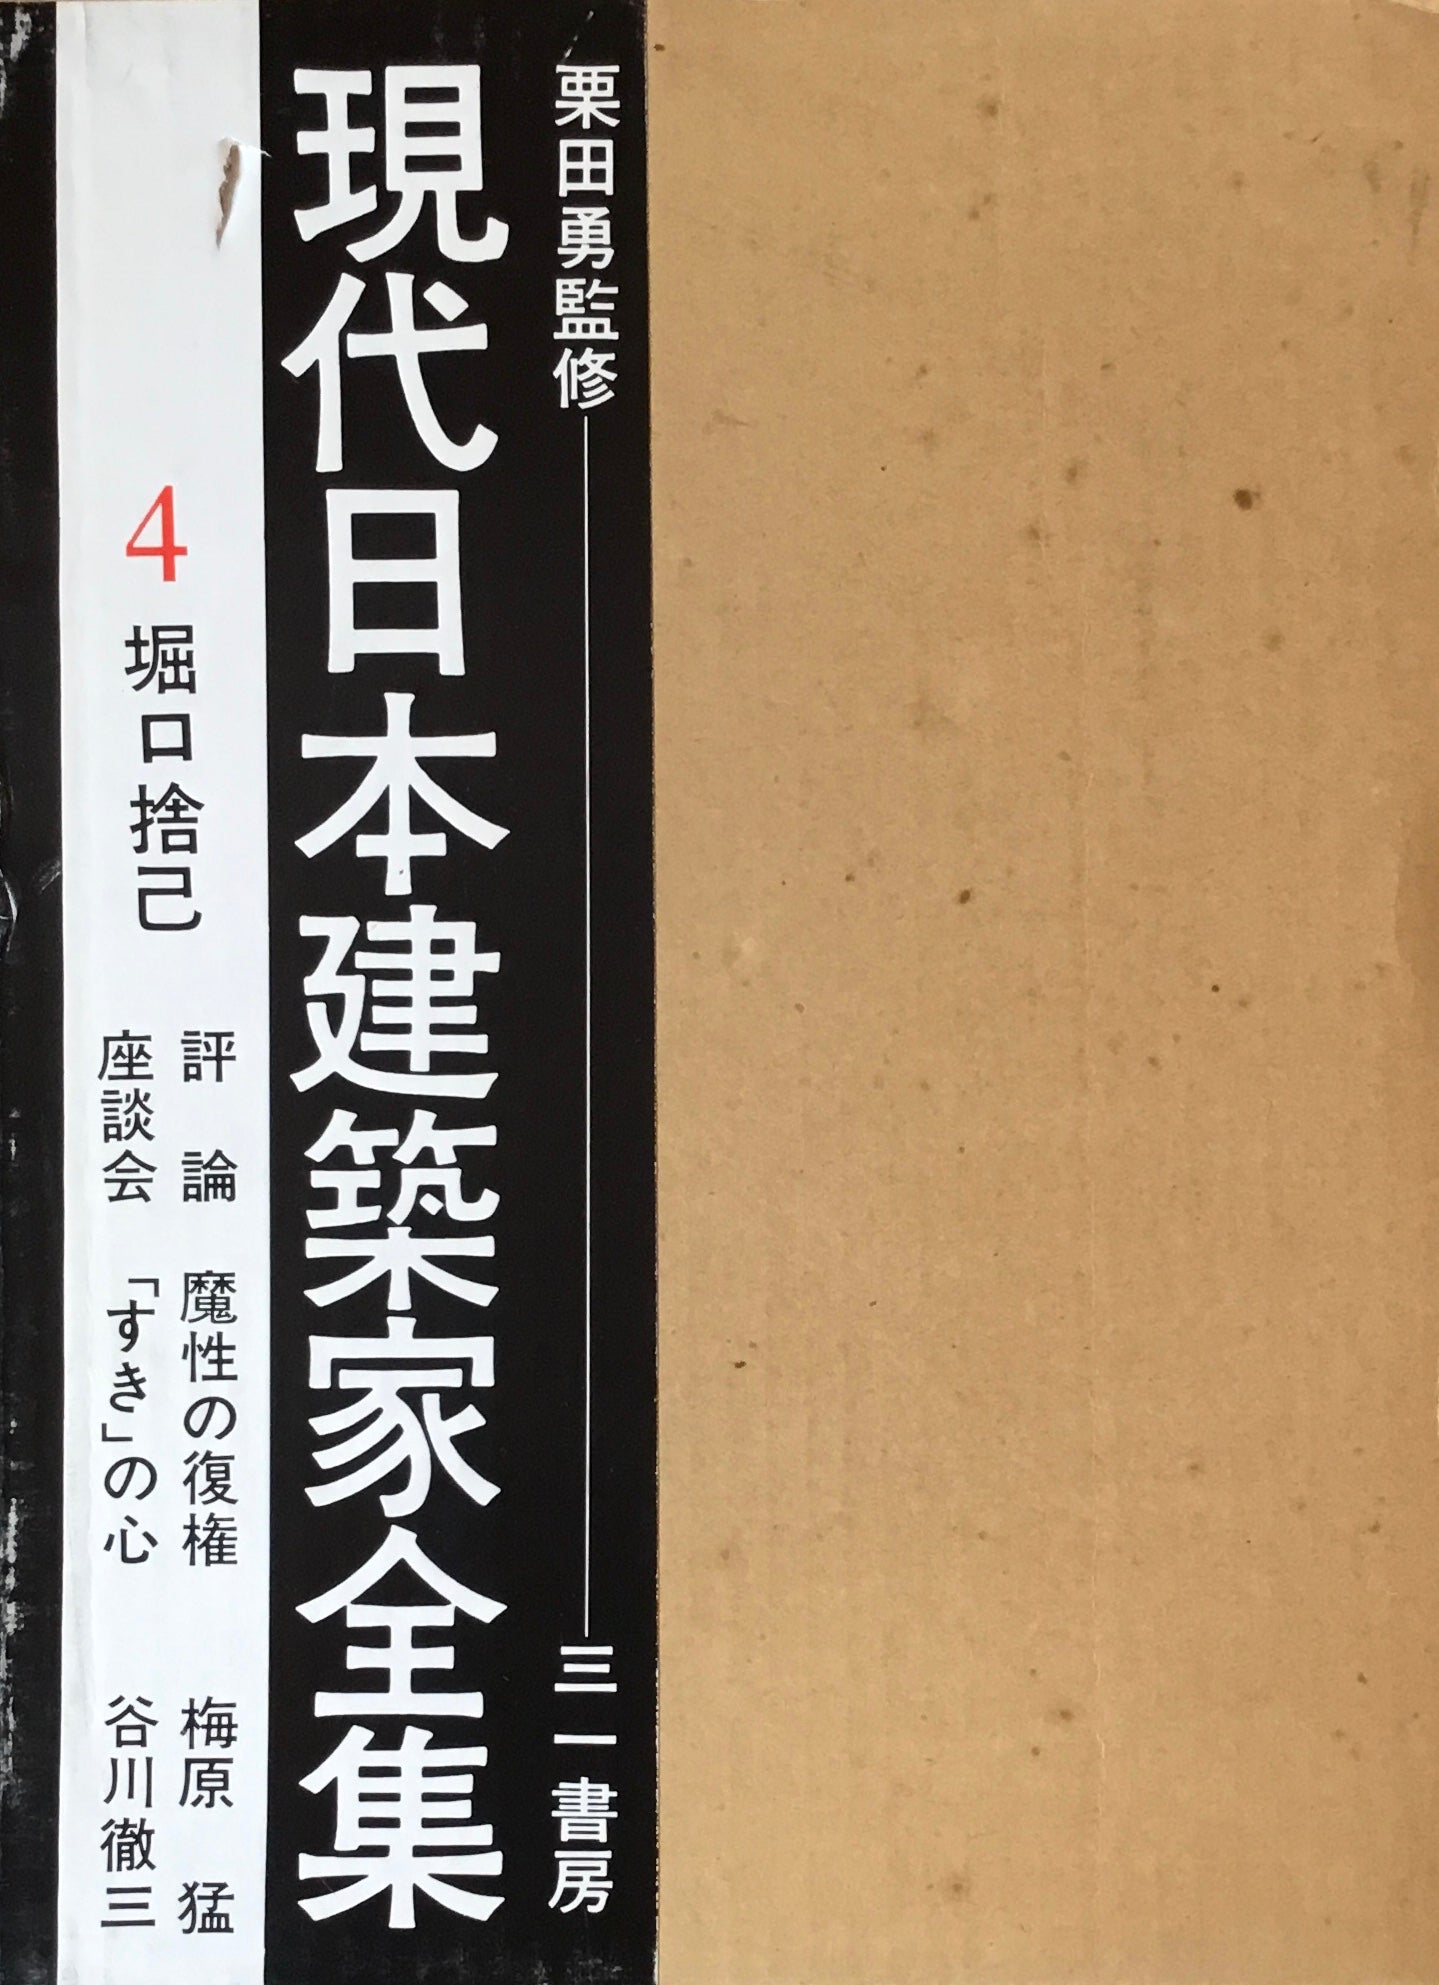 栗田勇監修
三一書房
現代日本建築家全集
4
堀口捨己
評論 魔性の復権 梅原 猛
座談会 「すき」の心 谷川徹三